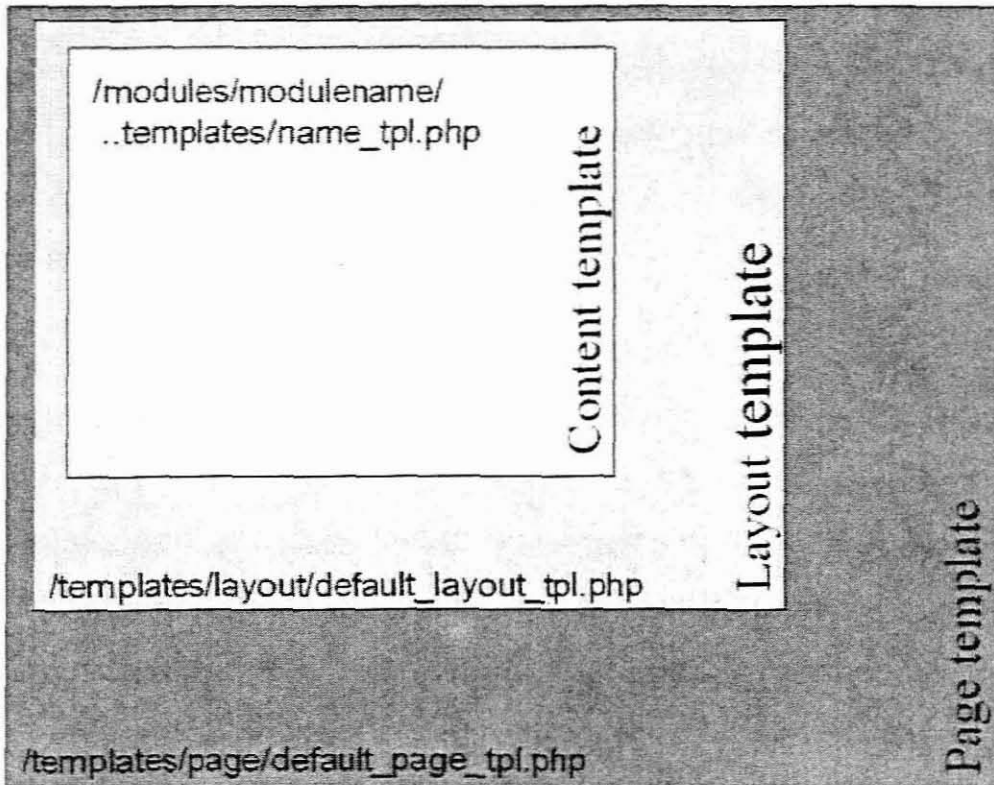 /modules/modulename/
..templates/name_tpl.php
Content template
Layout template
/templates/layout/default_layout_tpl.php
Page template
/templates/page/default_page_tpl.php